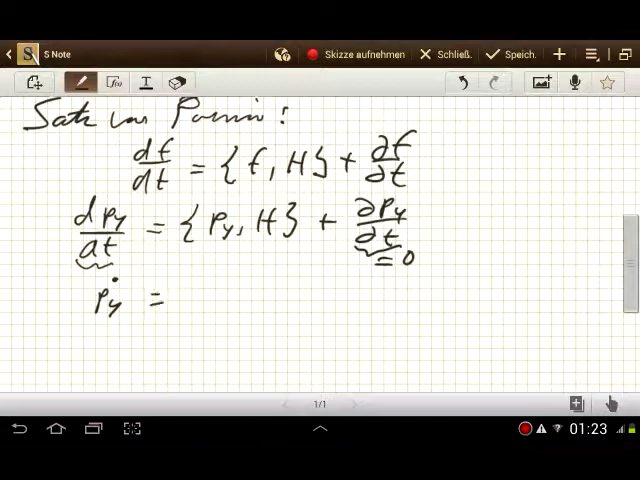 S Note
Skizze aufnehmen
Schließ.
Speich.
Satz von Poisson:
df/dt = {f, H} + ∂f/∂t
dp_y/dt = {p_y, H} + ∂p_y/∂t
= 0
ṗ_y =
1/1
01:23